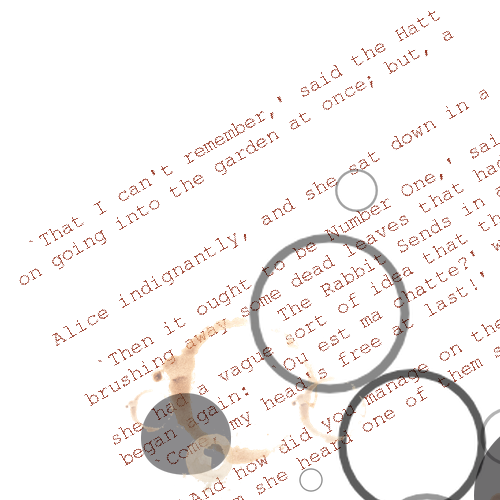 `That I can't remember,' said the Hatt
on going into the garden at once; but, a
Alice indignantly, and she sat down in a
`Then it ought to be Number one,' sai
brushing away some dead leaves that had
The Rabbit Sends in a
she had a vague sort of idea that th
began again: `Ou est ma chatte?' w
`Come, my head's free at last!'
`And how did you manage on the
she heard one of them s